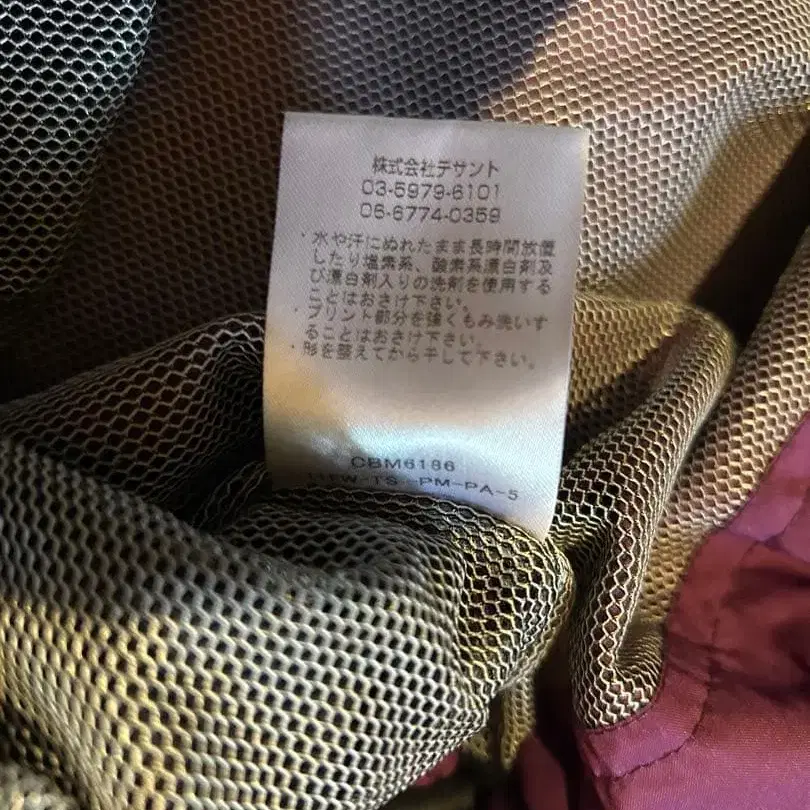 株式会社デサント
03-5979-6101
06-6774-0359
・水や汗にぬれたまま長時間放置
したり塩素系、酸素系漂白剤及
び漂白剤入りの洗剤を使用する
ことはおさけ下さい。
・プリント部分を強くもみ洗いす
ることはおさけ下さい。
・形を整えてから干して下さい。
CBM6186
-TS--PM-PA-5